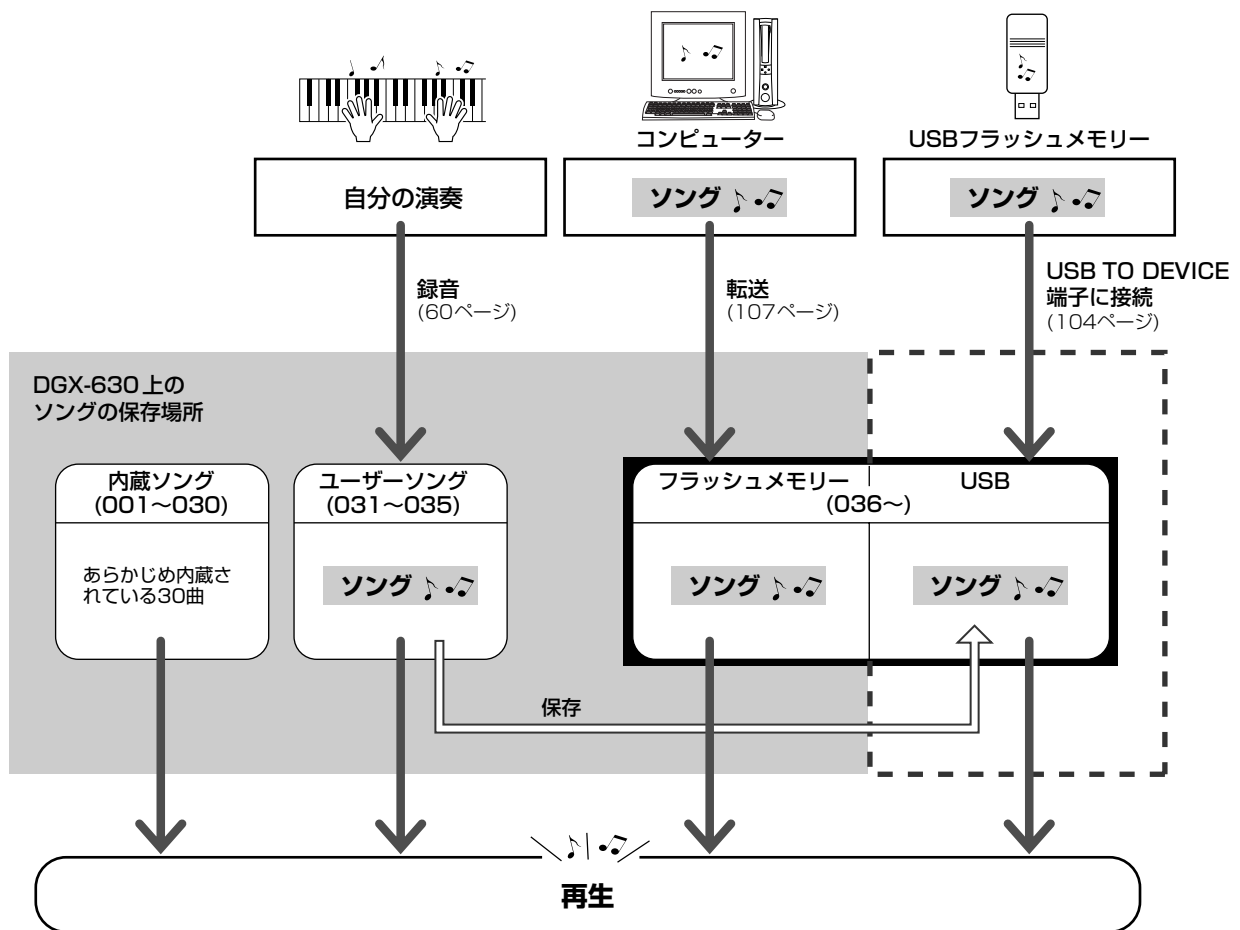 コンピューター
USBフラッシュメモリー
自分の演奏
ソング
ソング
録音
(60ページ)
転送
(107ページ)
USB TO DEVICE
端子に接続
(104ページ)
DGX-630上の
ソングの保存場所
内蔵ソング
(001〜030)
あらかじめ内蔵さ
れている30曲
ユーザーソング
(031〜035)
ソング
フラッシュメモリー
USB
(036〜)
ソング
ソング
保存
再生